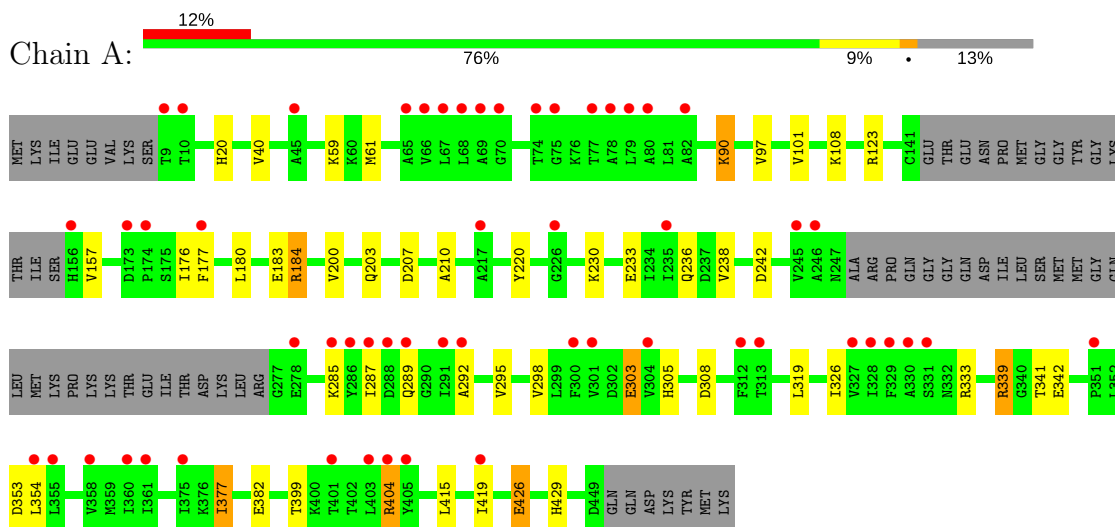 12%
Chain A:
76% 9% • 13%
MET LYS ILE GLU GLU VAL LYS SER T9 T10 H20 V40 A45 K59 K60 M61 A65 V66 L67 L68 A69 G70 T74 G75 K76 T77 A78 L79 A80 L81 A82 K90 V97 V101 K108 R123 C141 GLU THR GLU ASN PRO MET GLY GLY TYR GLY LYS
THR ILE SER H156 V157 D173 P174 S175 I176 F177 L180 E183 R184 V200 Q203 D207 A210 A217 Y220 G226 K230 E233 I234 I235 Q236 D237 V238 D242 V245 A246 N247 ALA ARG PRO GLN GLY GLY GLN ASP ILE LEU SER MET MET GLY GLN
LEU MET LYS PRO LYS LYS THR GLU ILE THR ASP LYS LEU ARG G277 E278 K285 Y286 I287 D288 Q289 G290 I291 A292 V295 V298 L299 F300 V301 D302 E303 V304 H305 D308 F312 T313 L319 I326 V327 I328 F329 A330 S331 N332 R333 R339 G340 T341 E342 P351 L352
D353 L354 L355 V358 M359 I360 I361 I375 K376 I377 E382 T399 K400 T401 T402 L403 R404 Y405 L415 I419 E426 H429 D449 GLN GLN ASP LYS TYR MET LYS